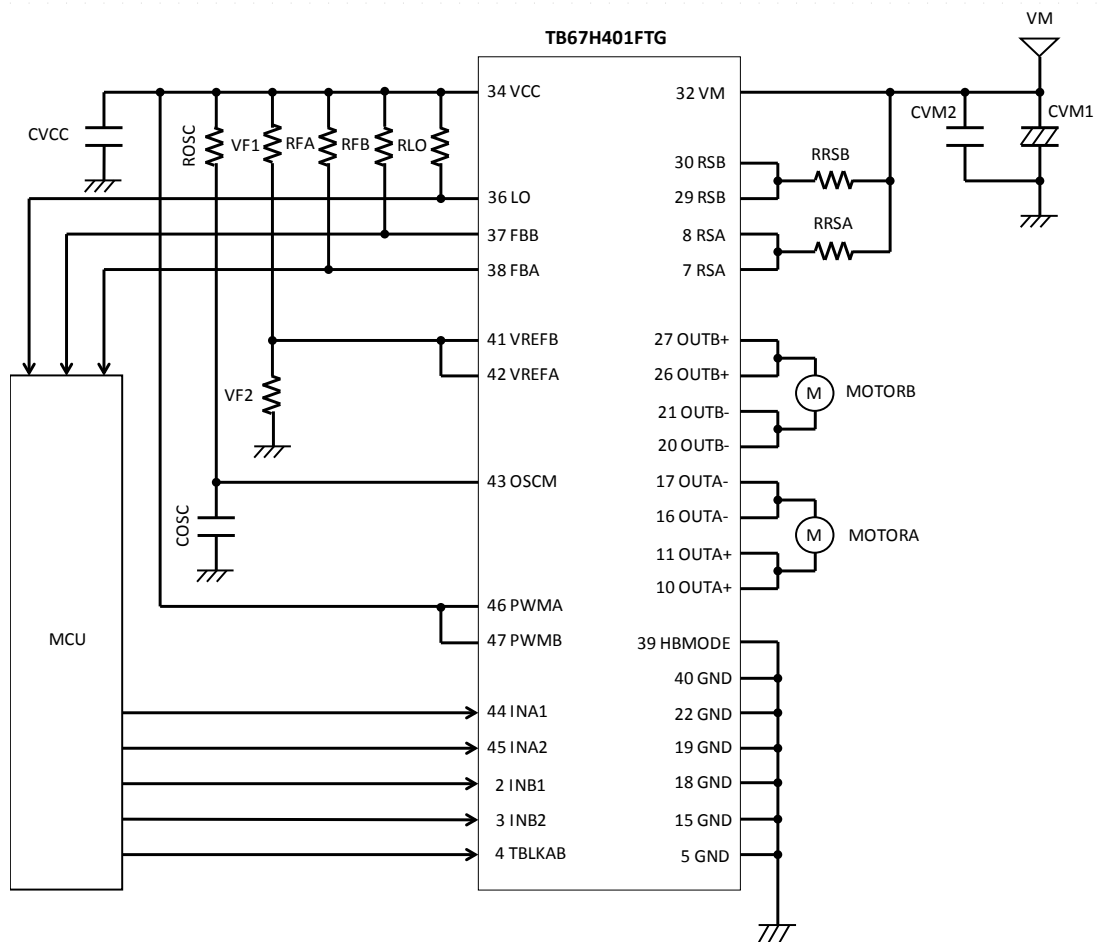 VM
TB67H401FTG
34 VCC
32 VM
CVCC
ROSC
VF1
RFA
RFB
RLO
CVM2
CVM1
30 RSB
RRSB
29 RSB
36 LO
37 FBB
8 RSA
RRSA
38 FBA
7 RSA
41 VREFB
27 OUTB+
42 VREFA
26 OUTB+
VF2
M
MOTORB
21 OUTB-
20 OUTB-
43 OSCM
17 OUTA-
COSC
16 OUTA-
M
MOTORA
11 OUTA+
10 OUTA+
46 PWMA
MCU
47 PWMB
39 HBMODE
40 GND
44 INA1
22 GND
45 INA2
19 GND
2 INB1
18 GND
3 INB2
15 GND
4 TBLKAB
5 GND